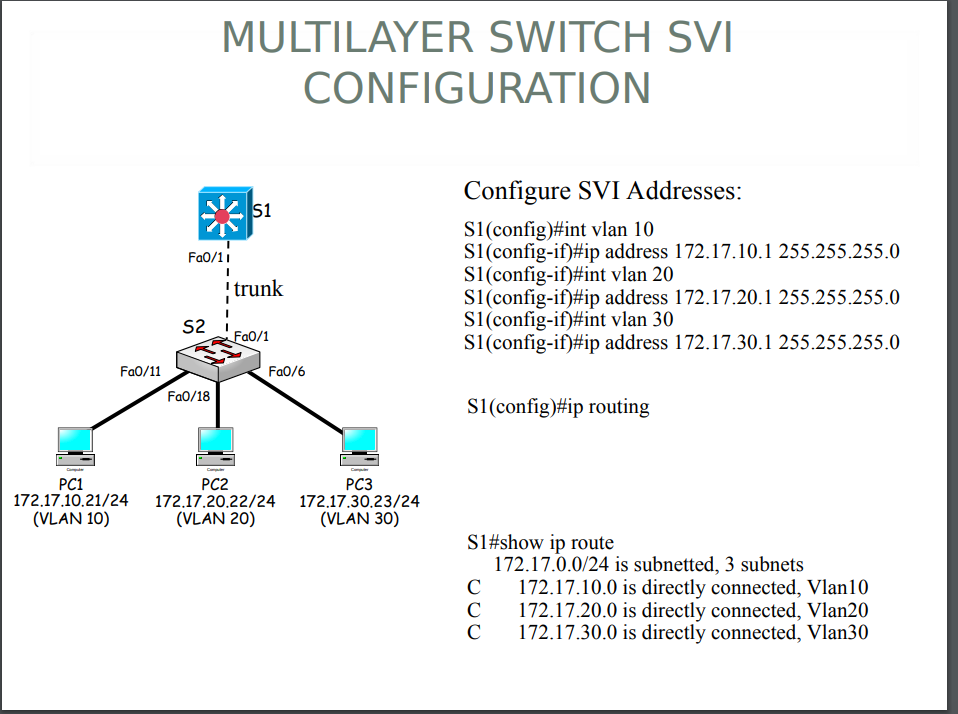 MULTILAYER SWITCH SVI
CONFIGURATION
S1
Fa0/1
trunk
S2
Fa0/1
Fa0/11
Fa0/6
Fa0/18
Computer
Computer
Computer
PC1
172.17.10.21/24
(VLAN 10)
PC2
172.17.20.22/24
(VLAN 20)
PC3
172.17.30.23/24
(VLAN 30)
Configure SVI Addresses:
S1(config)#int vlan 10
S1(config-if)#ip address 172.17.10.1 255.255.255.0
S1(config-if)#int vlan 20
S1(config-if)#ip address 172.17.20.1 255.255.255.0
S1(config-if)#int vlan 30
S1(config-if)#ip address 172.17.30.1 255.255.255.0
S1(config)#ip routing
S1#show ip route
172.17.0.0/24 is subnetted, 3 subnets
C 172.17.10.0 is directly connected, Vlan10
C 172.17.20.0 is directly connected, Vlan20
C 172.17.30.0 is directly connected, Vlan30